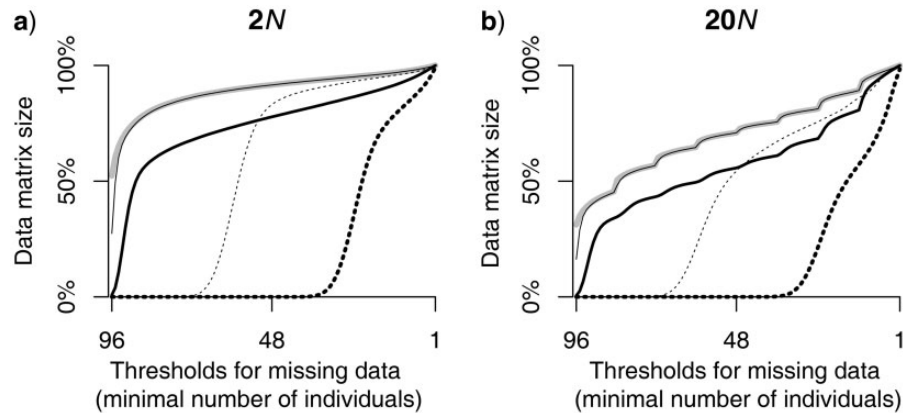 a) 2N
Data matrix size
100%
50%
0%
96 48 1
Thresholds for missing data
(minimal number of individuals)
b) 20N
Data matrix size
100%
50%
0%
96 48 1
Thresholds for missing data
(minimal number of individuals)